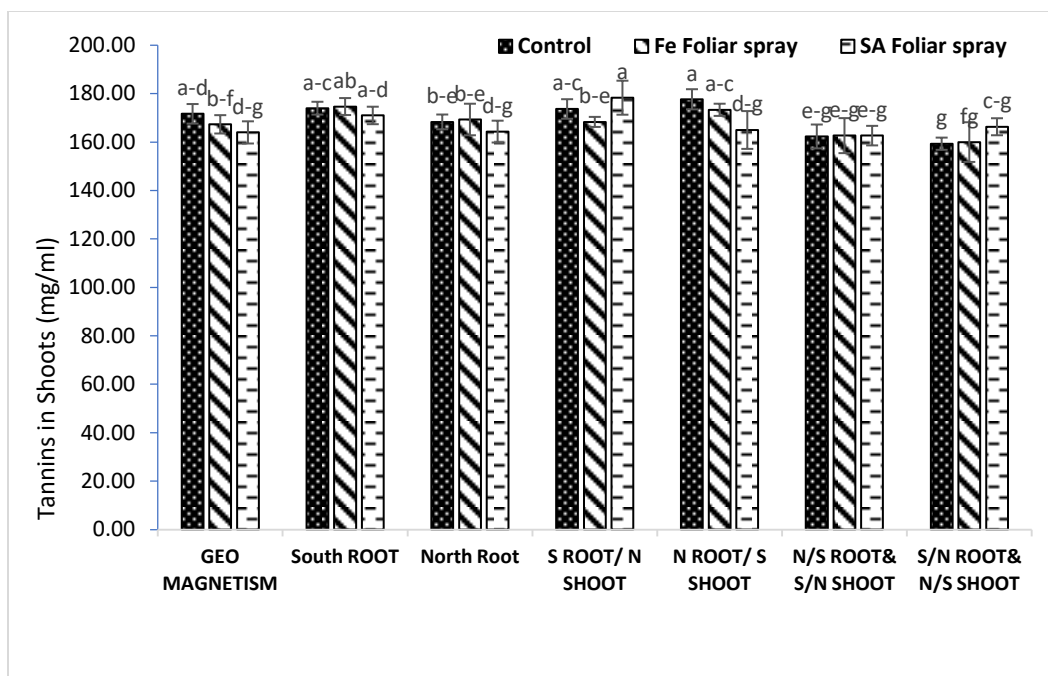 200.00
180.00
160.00
140.00
120.00
100.00
80.00
60.00
40.00
20.00
0.00
Tannins in Shoots (mg/ml)
Control Fe Foliar spray SA Foliar spray
a-d b-f d-g a-c ab a-d b-e b-e d-g a-c b-e a a a-c d-g e-g e-g e-g g fg c-g
GEO
MAGNETISM
South ROOT
North Root
S ROOT/ N
SHOOT
N ROOT/ S
SHOOT
N/S ROOT&
S/N SHOOT
S/N ROOT&
N/S SHOOT